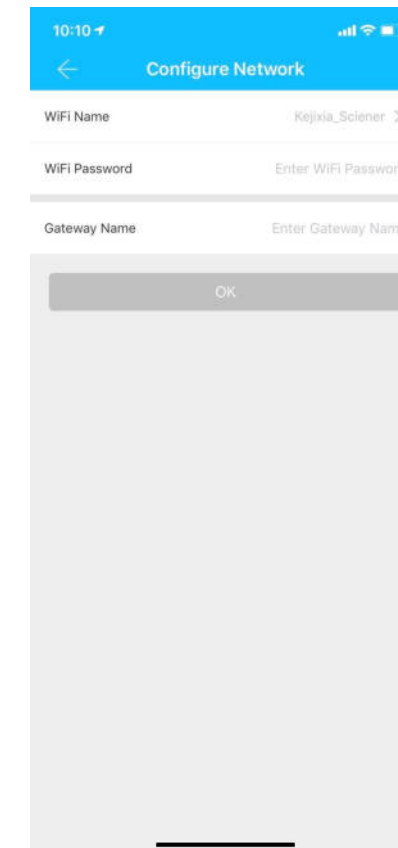 10:10
Configure Network
WiFi Name Kejixia_Sciener
WiFi Password Enter WiFi Passwor
Gateway Name Enter Gateway Nam
OK